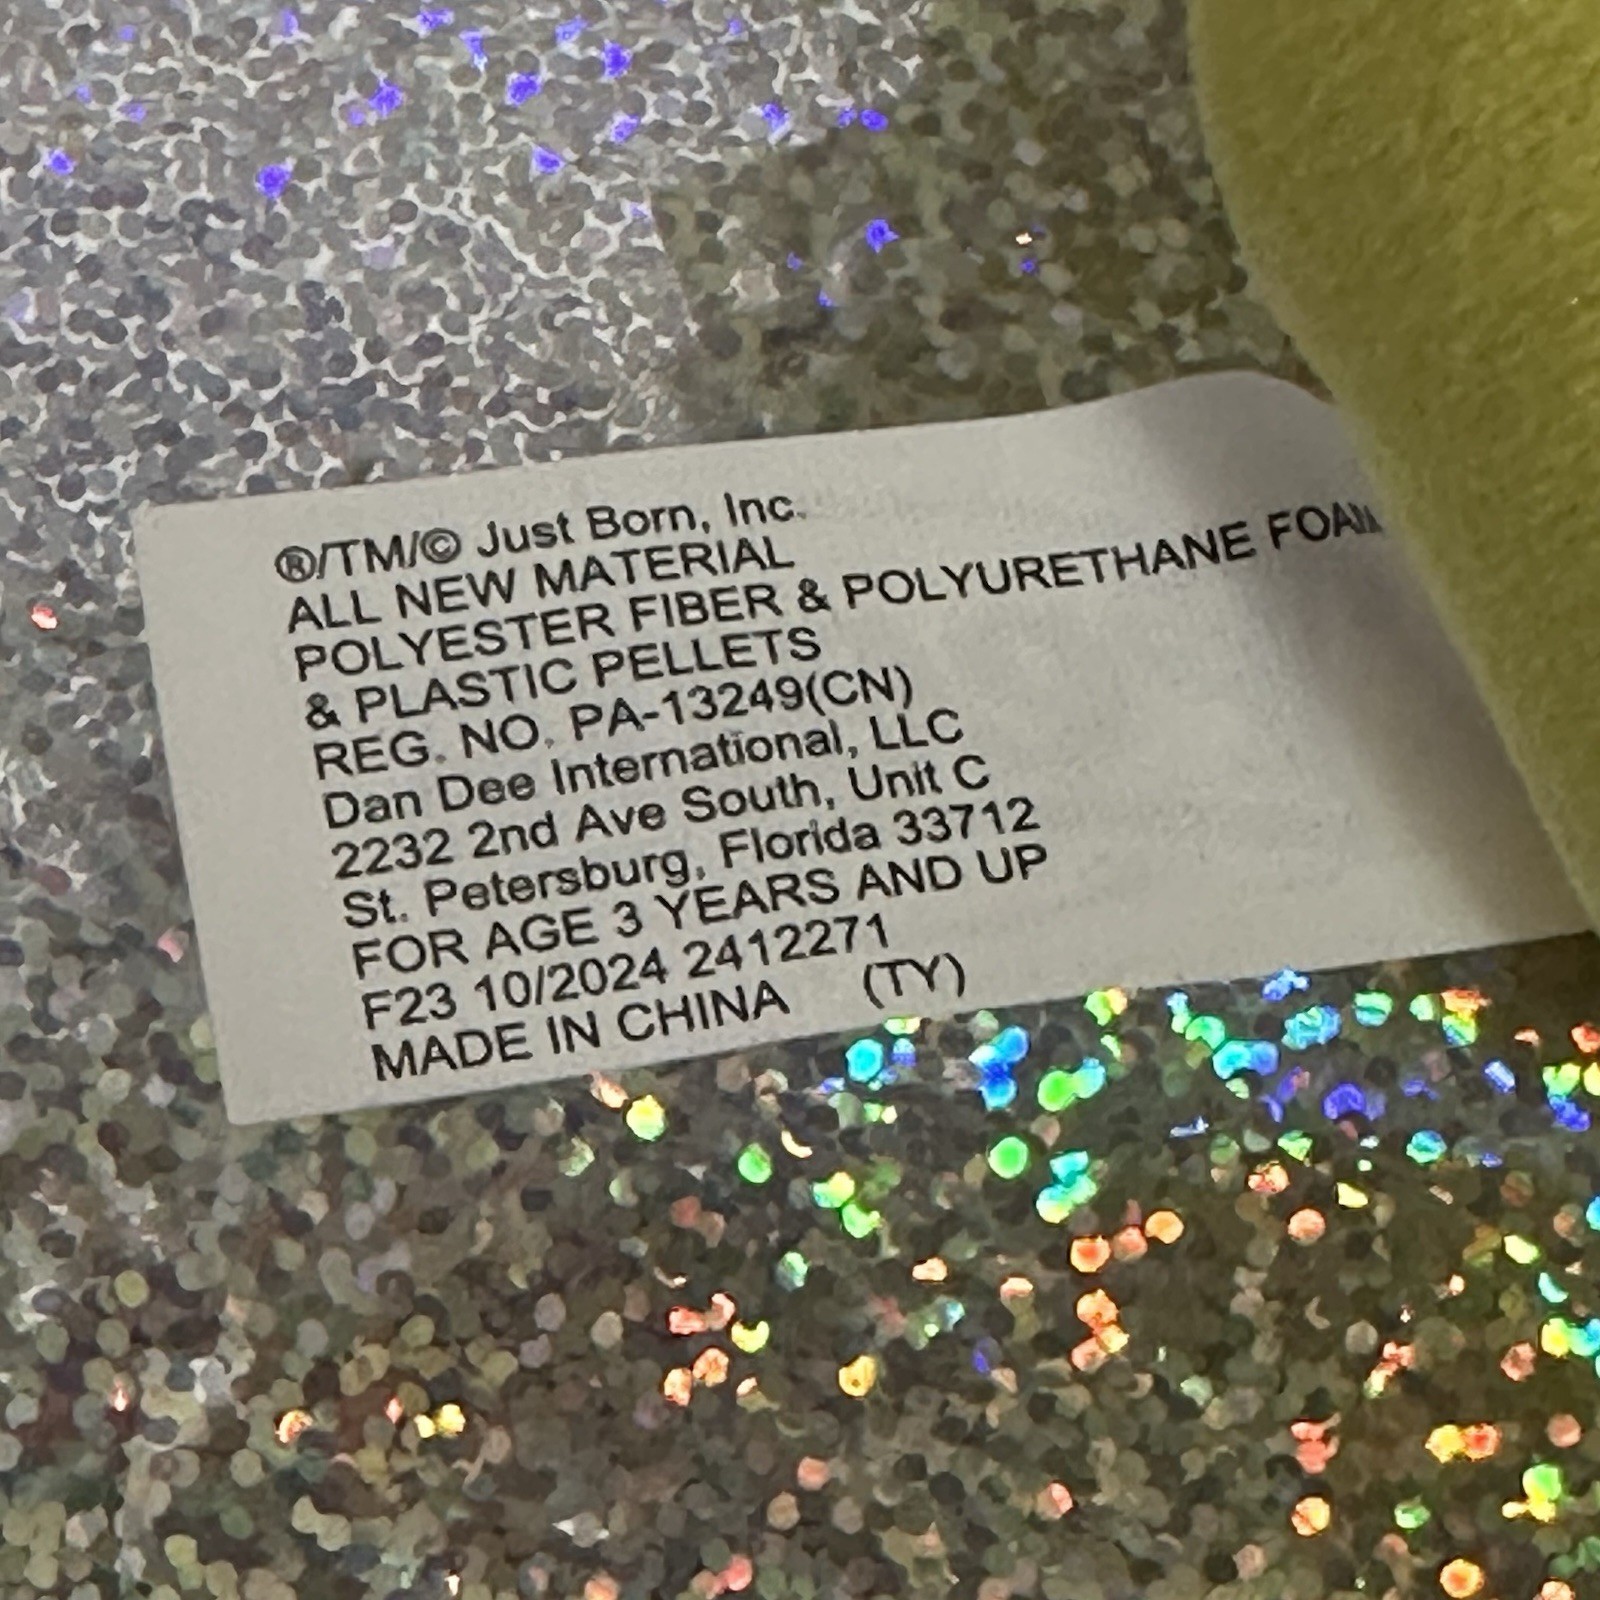 ®/TM/© Just Born, Inc.
ALL NEW MATERIAL
POLYESTER FIBER & POLYURETHANE FOAM
& PLASTIC PELLETS
REG. NO. PA-13249(CN)
Dan Dee International, LLC
2232 2nd Ave South, Unit C
St. Petersburg, Florida 33712
FOR AGE 3 YEARS AND UP
F23 10/2024 2412271
MADE IN CHINA (TY)